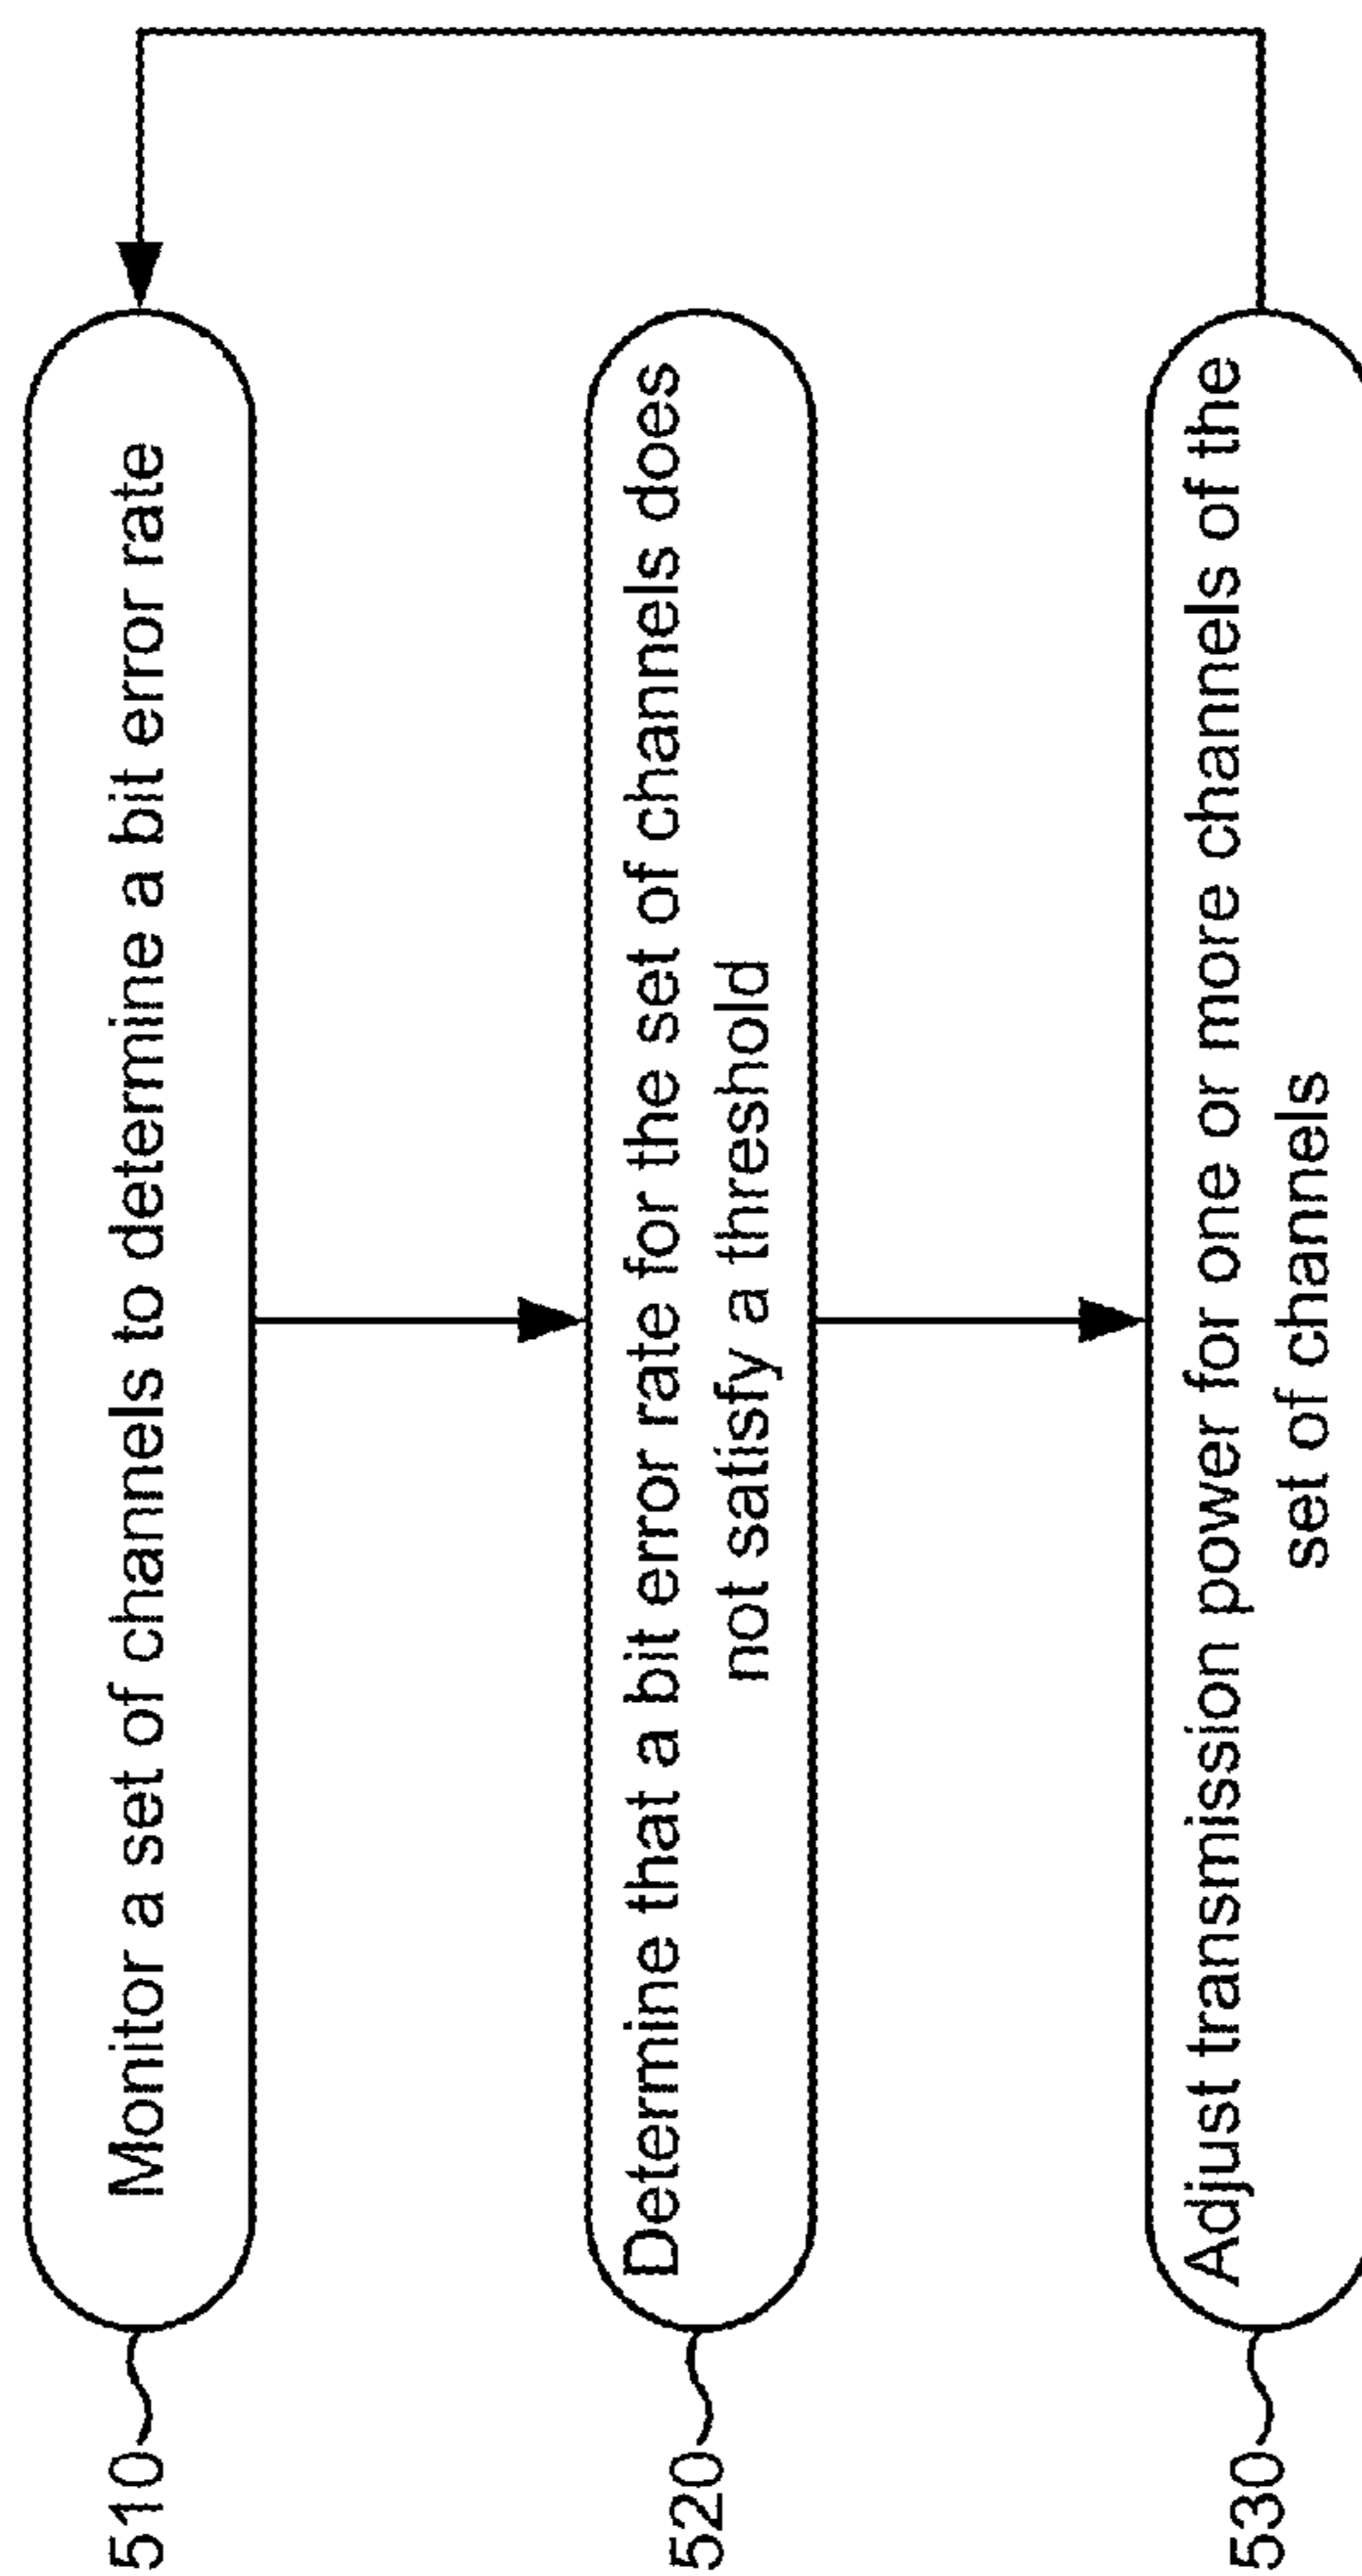 510
Monitor a set of channels to determine a bit error rate
520
Determine that a bit error rate for the set of channels does
not satisfy a threshold
530
Adjust transmission power for one or more channels of the
set of channels